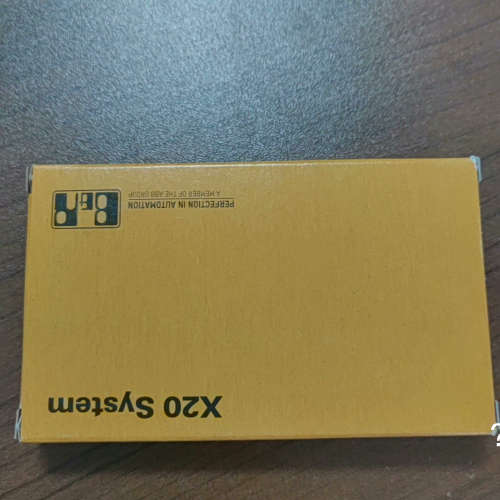 X20 System
PERFECTION IN AUTOMATION
A MEMBER OF THE ABB GROUP
B&R
?